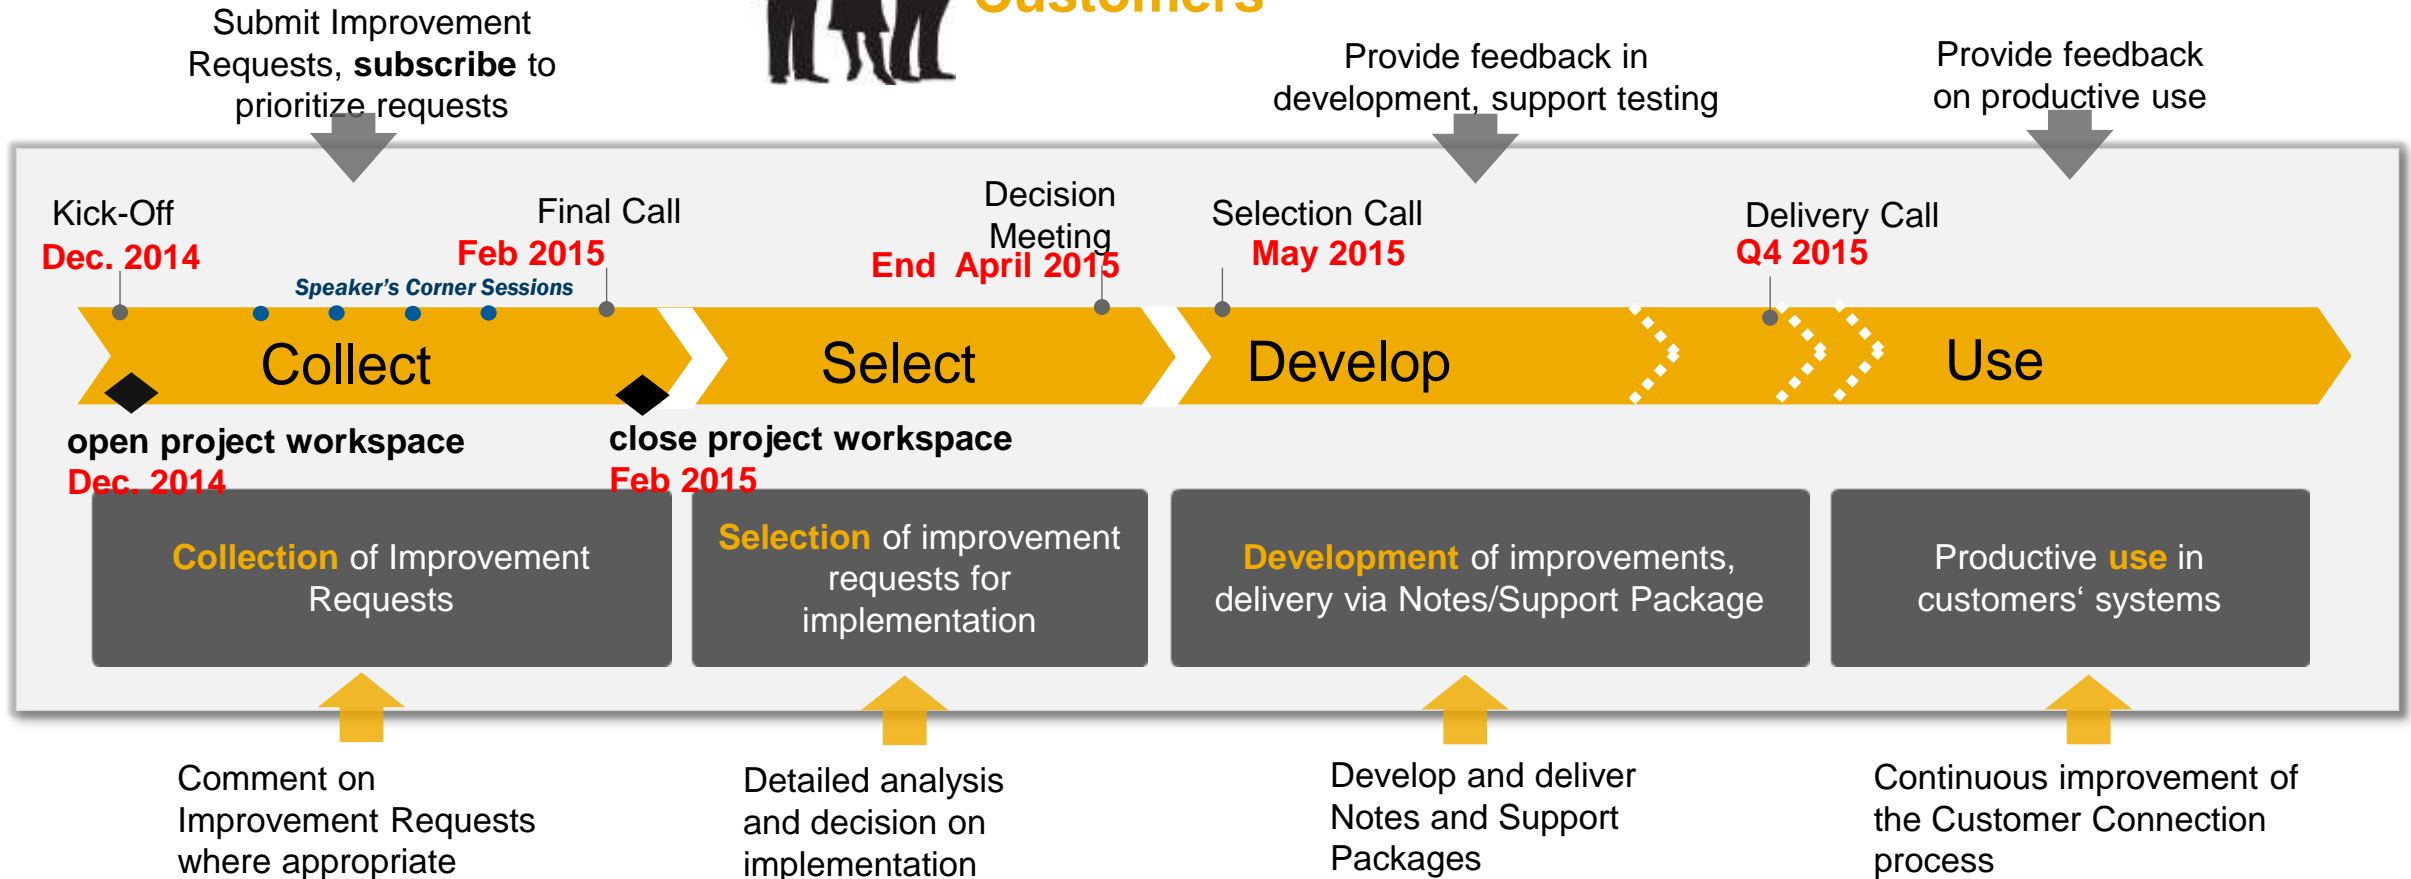 Customers
Submit Improvement
Requests, subscribe to
prioritize requests
Provide feedback in
development, support testing
Provide feedback
on productive use
Kick-Off
Dec. 2014
Speaker's Corner Sessions
Final Call
Feb 2015
Decision
Meeting
End  April 2015
Selection Call
May 2015
Delivery Call
Q4 2015
Collect
Select
Develop
Use
open project workspace
Dec. 2014
close project workspace
Feb 2015
Collection of Improvement
Requests
Selection of improvement
requests for
implementation
Development of improvements,
delivery via Notes/Support Package
Productive use in
customers‘ systems
Comment on
Improvement Requests
where appropriate
Detailed analysis
and decision on
implementation
Develop and deliver
Notes and Support
Packages
Continuous improvement of
the Customer Connection
process